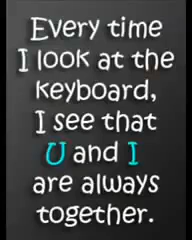 Every time
I look at the
keyboard,
I see that
U and I
are always
together.